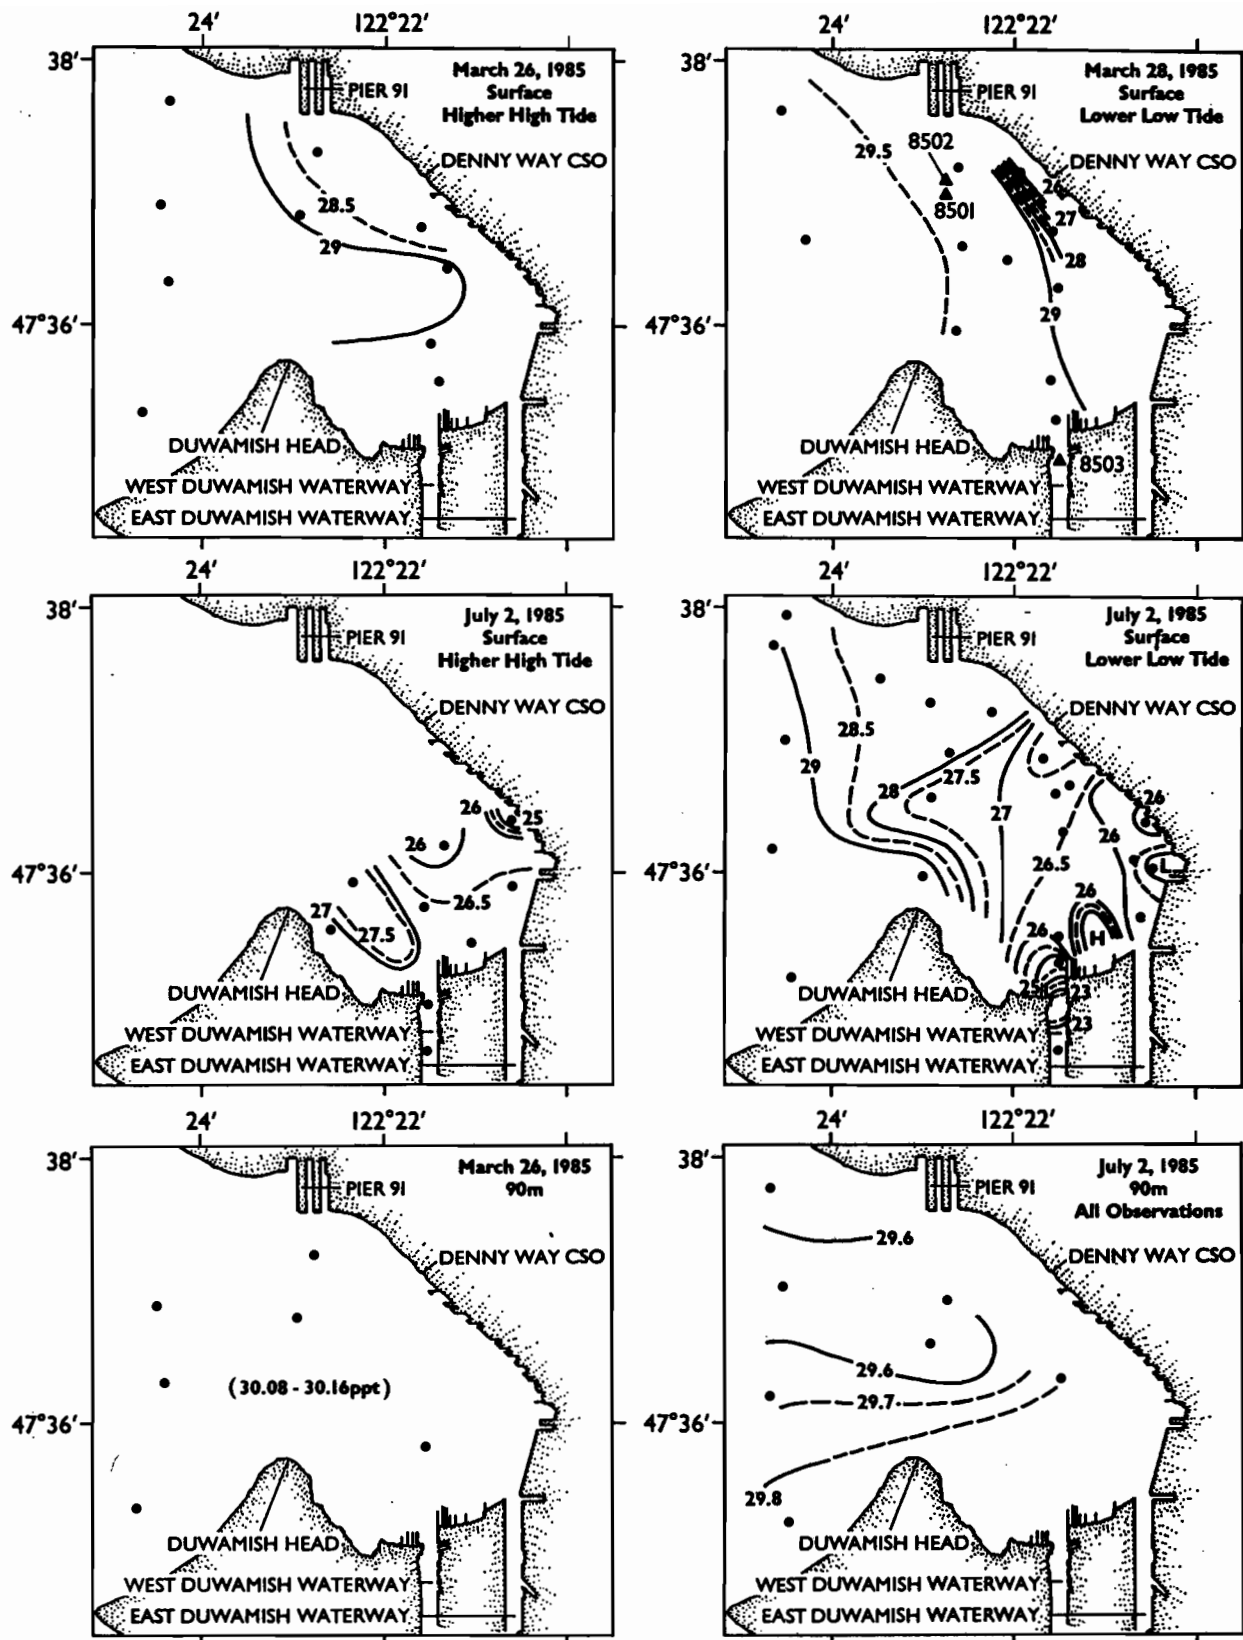 24′ 122°22′
38′
March 26, 1985
Surface
Higher High Tide
PIER 91
DENNY WAY CSO
28.5
29
47°36′
DUWAMISH HEAD
WEST DUWAMISH WATERWAY
EAST DUWAMISH WATERWAY
24′ 122°22′
38′
March 28, 1985
Surface
Lower Low Tide
PIER 91
8502
29.5
DENNY WAY CSO
26
8501
27
28
29
47°36′
DUWAMISH HEAD
8503
WEST DUWAMISH WATERWAY
EAST DUWAMISH WATERWAY
24′ 122°22′
38′
July 2, 1985
Surface
Higher High Tide
PIER 91
DENNY WAY CSO
26
25
26
47°36′
26.5
27
27.5
DUWAMISH HEAD
WEST DUWAMISH WATERWAY
EAST DUWAMISH WATERWAY
24′ 122°22′
38′
July 2, 1985
Surface
Lower Low Tide
PIER 91
DENNY WAY CSO
28.5
29
27.5
28
27
26
26
26.5
L
47°36′
26
26
H
25
23
23
DUWAMISH HEAD
WEST DUWAMISH WATERWAY
EAST DUWAMISH WATERWAY
24′ 122°22′
38′
March 26, 1985
90m
PIER 91
DENNY WAY CSO
(30.08 - 30.16ppt)
47°36′
DUWAMISH HEAD
WEST DUWAMISH WATERWAY
EAST DUWAMISH WATERWAY
24′ 122°22′
38′
July 2, 1985
90m
All Observations
PIER 91
29.6
DENNY WAY CSO
29.6
29.7
47°36′
29.8
DUWAMISH HEAD
WEST DUWAMISH WATERWAY
EAST DUWAMISH WATERWAY